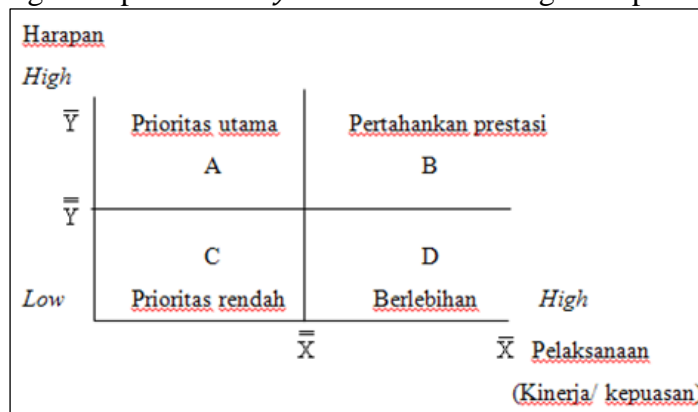 Harapan
High
Y̅ Prioritas utama Pertahankan prestasi
A B
Y̿
C D
Low Prioritas rendah Berlebihan High
X̿ X̅ Pelaksanaan
(Kinerja/ kepuasan)